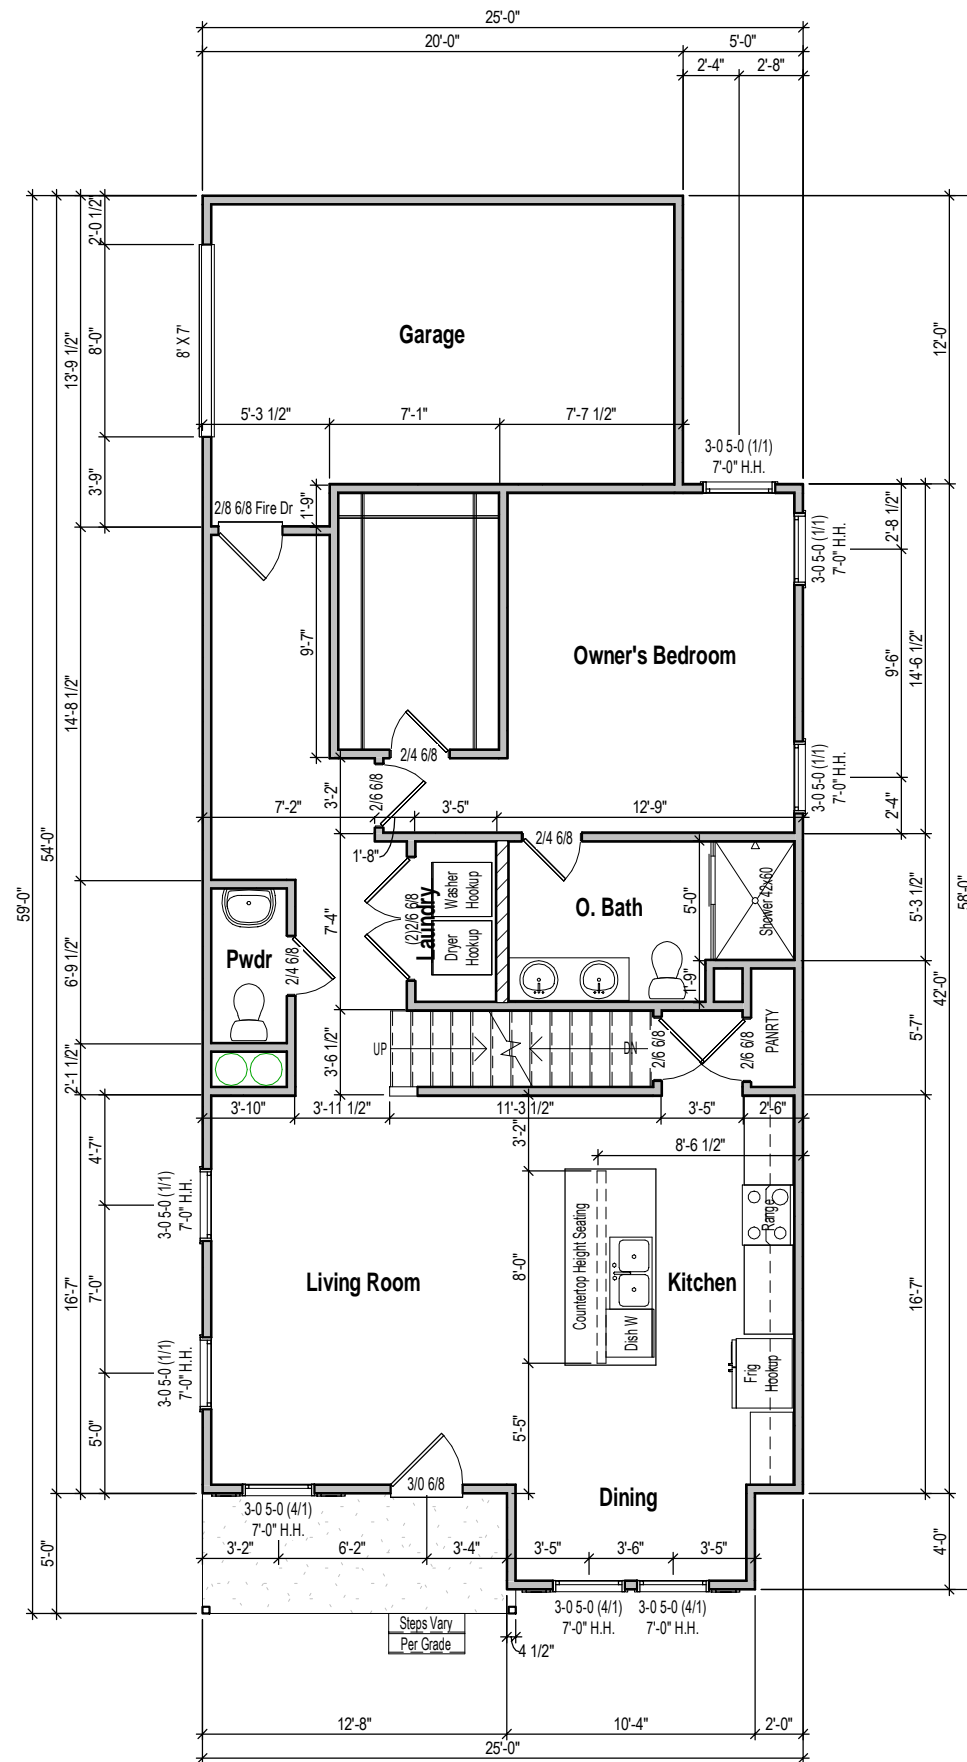 25'-0"
20'-0"
5'-0"
2'-4"
2'-8"
59'-0"
54'-0"
13'-9 1/2"
14'-8 1/2"
6'-9 1/2"
2'-1 1/2"
16'-7"
5'-0"
2'-0 1/2"
8'-0"
3'-9"
4'-7"
7'-0"
5'-0"
8' X 7'
Garage
5'-3 1/2"
7'-1"
7'-7 1/2"
3-0 5-0 (1/1)
7'-0" H.H.
12'-0"
2/8 6/8 Fire Dr
1'-9"
9'-7"
Owner's Bedroom
3-0 5-0 (1/1)
7'-0" H.H.
2'-8 1/2"
9'-6"
14'-6 1/2"
3-0 5-0 (1/1)
7'-0" H.H.
2'-4"
2/4 6/8
2/6 6/8
3'-2"
7'-2"
3'-5"
12'-9"
1'-8"
2/4 6/8
7'-4"
(2)2/6 6/8
Laundry
Washer
Hookup
Dryer
Hookup
O. Bath
5'-0"
1'-9"
Shower 42x60
5'-3 1/2"
58'-0"
42'-0"
5'-7"
Pwdr
2/4 6/8
3'-6 1/2"
UP
DN
2/6 6/8
2/6 6/8
PANRTY
3'-10"
3'-11 1/2"
11'-3 1/2"
3'-5"
2'-6"
3'-2"
8'-6 1/2"
3-0 5-0 (1/1)
7'-0" H.H.
Living Room
8'-0"
Countertop Height Seating
Dish W
Kitchen
Range
Frig
Hookup
16'-7"
3-0 5-0 (1/1)
7'-0" H.H.
5'-5"
3/0 6/8
Dining
3-0 5-0 (4/1)
7'-0" H.H.
3'-2"
6'-2"
3'-4"
3'-5"
3'-6"
3'-5"
4'-0"
3-0 5-0 (4/1)
7'-0" H.H.
3-0 5-0 (4/1)
7'-0" H.H.
Steps Vary
Per Grade
4 1/2"
12'-8"
10'-4"
2'-0"
25'-0"